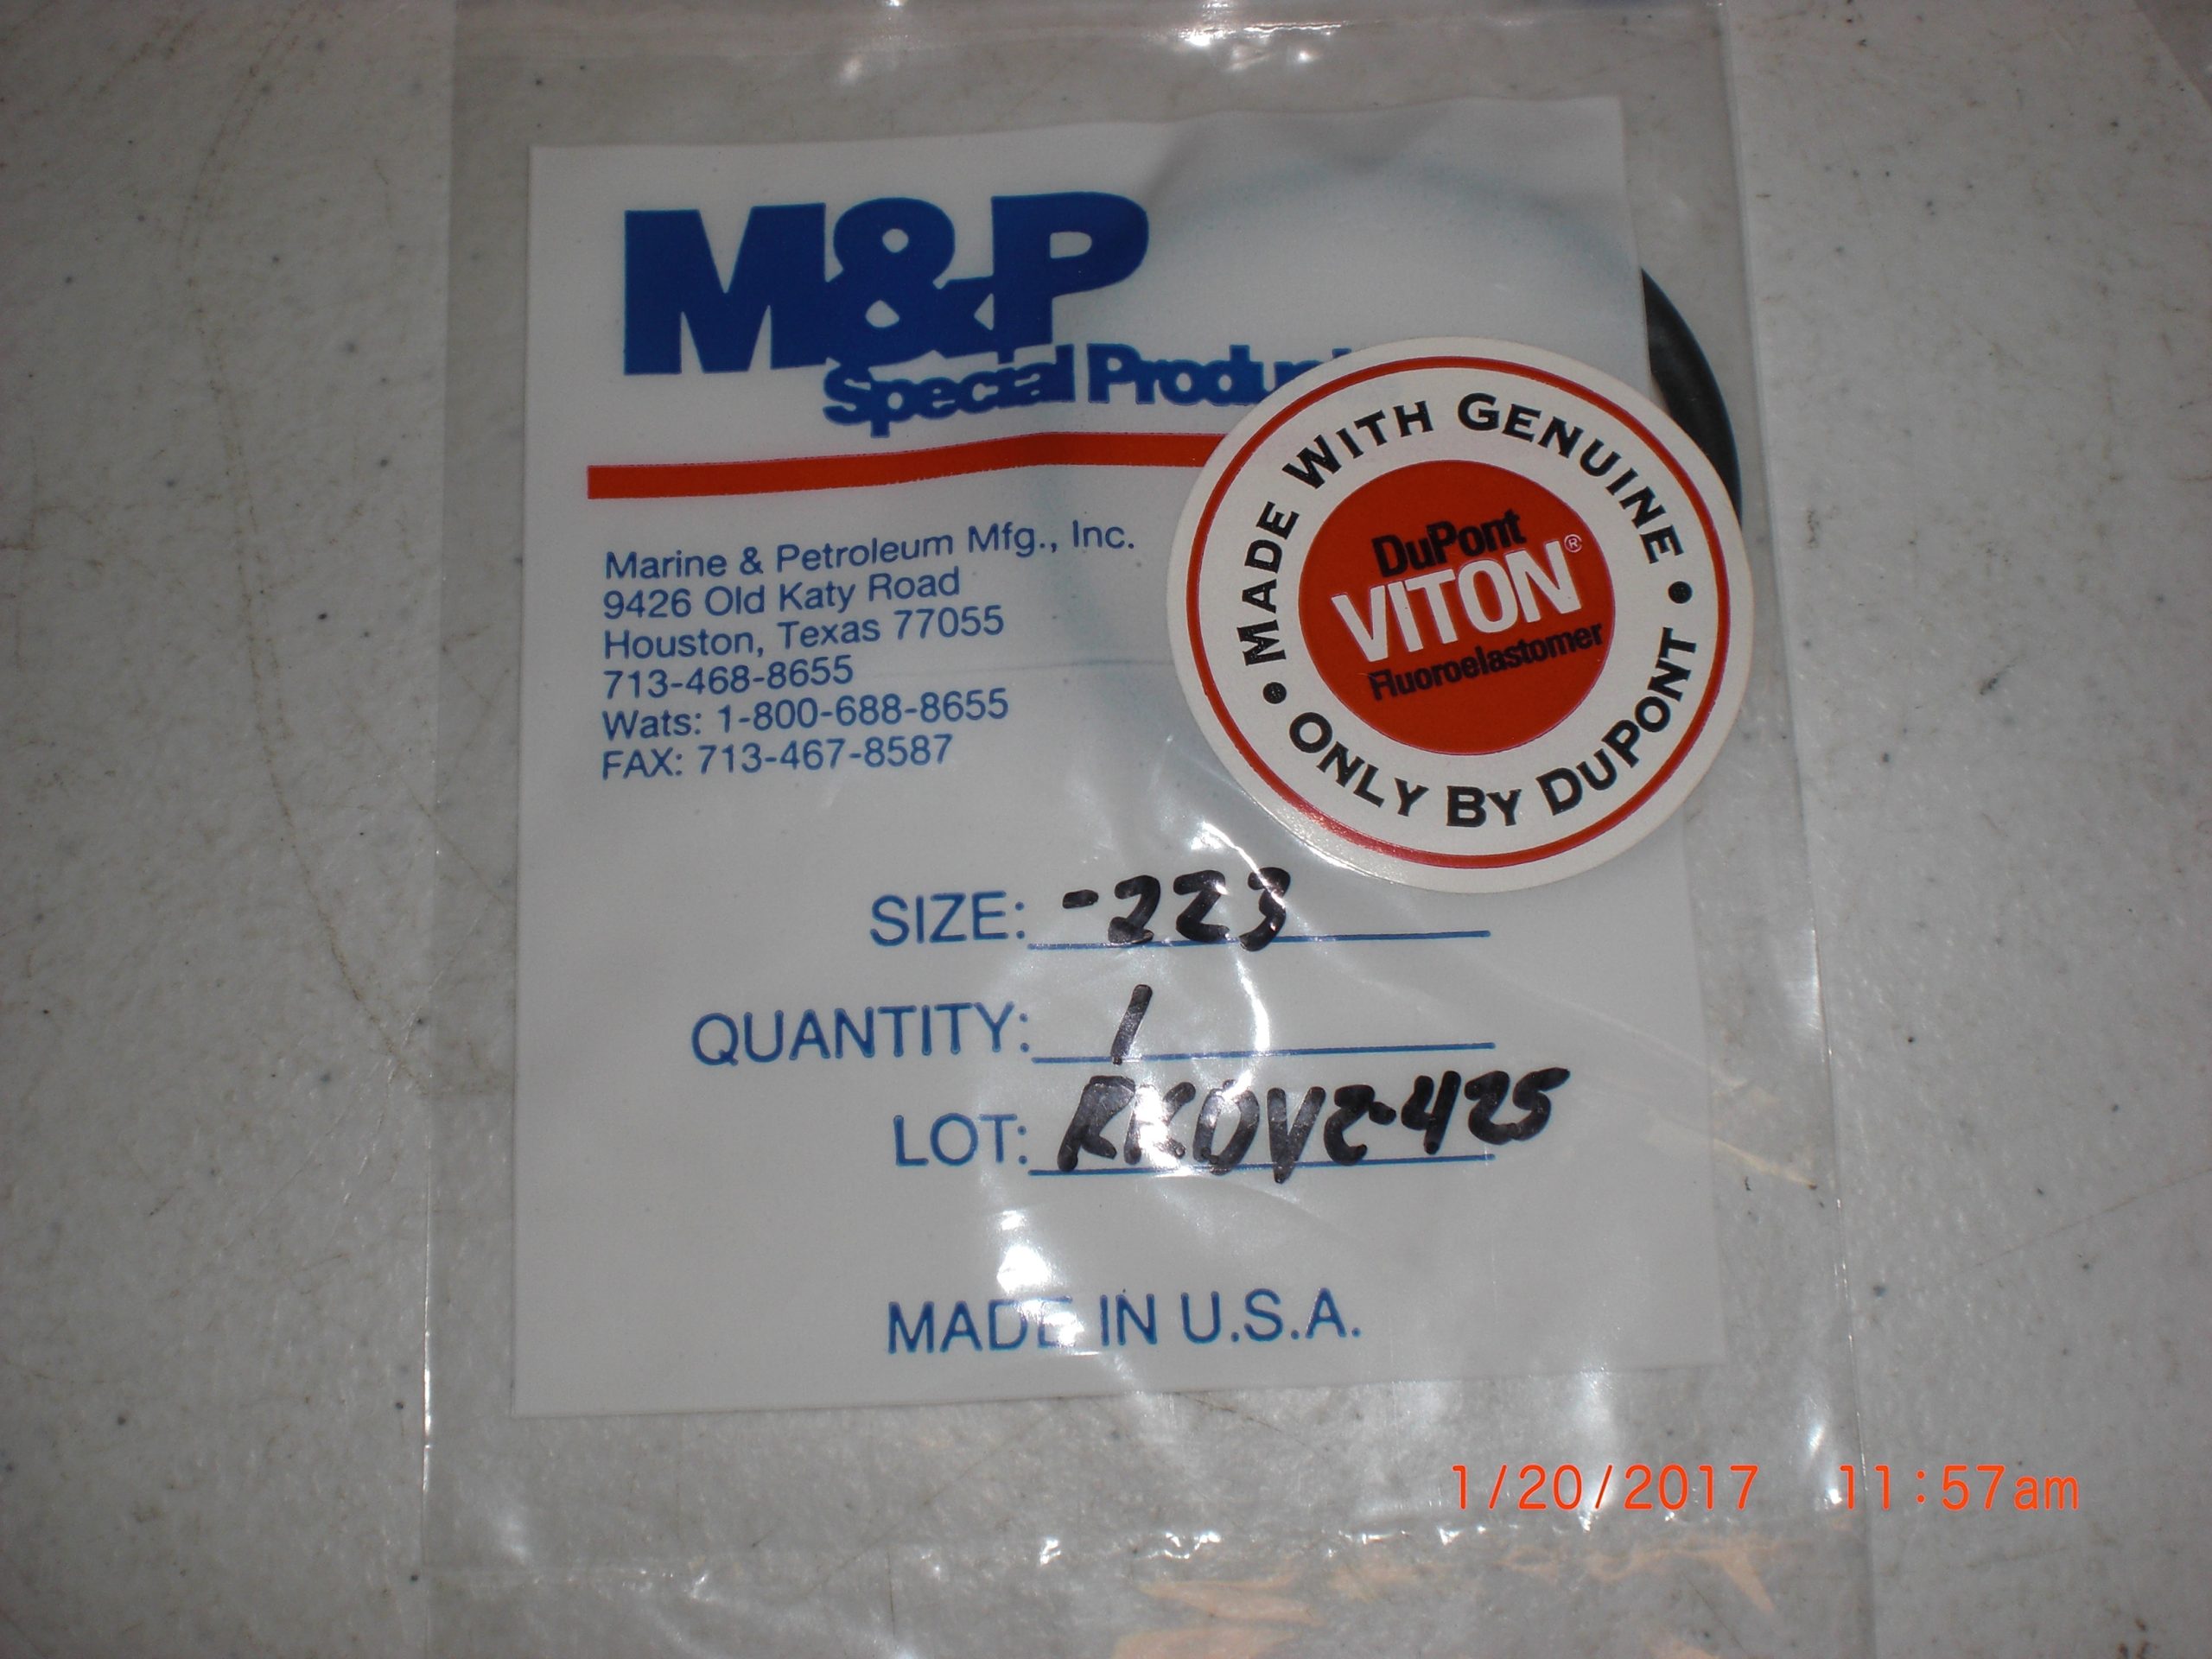 M&P
Special
Marine & Petroleum Mfg., Inc.
9426 Old Katy Road
Houston, Texas 77055
713-468-8655
Wats: 1-800-688-8655
FAX: 713-467-8587
• MADE WITH GENUINE •
DuPont
VITON®
Fluoroelastomer
ONLY BY DUPONT
SIZE: -223
QUANTITY: 1
LOT: RKDV2-425
MADE IN U.S.A.
1/20/2017 11:57am